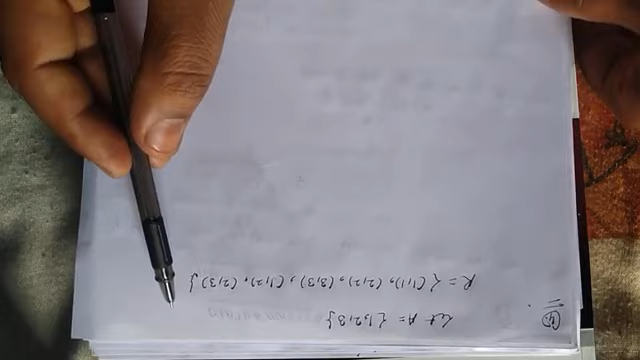 Let A = {1,2,3}
R = { (1,1), (2,2), (3,3), (1,2), (2,3) }